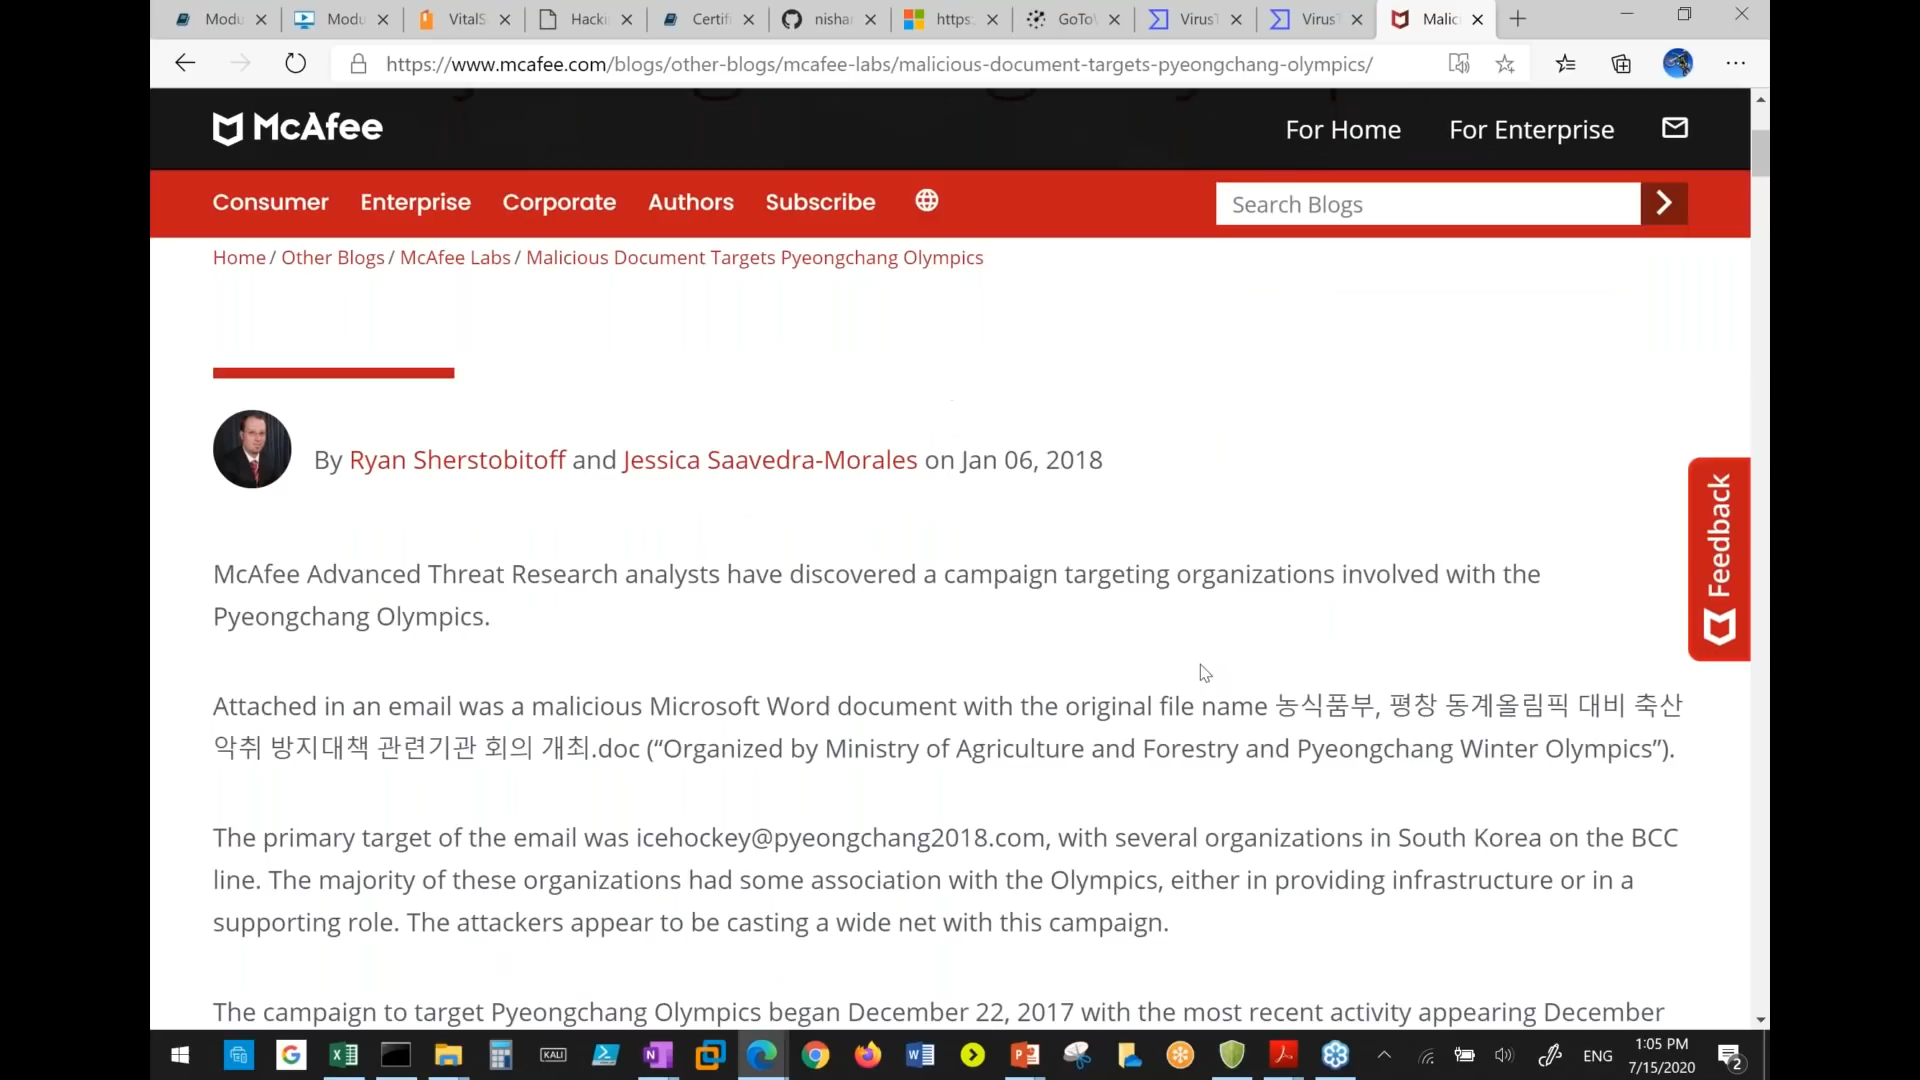 Modu
Modu
VitalS
Hacki
Certifi
nishar
https:
GoToW
VirusT
VirusT
Malici
https://www.mcafee.com/blogs/other-blogs/mcafee-labs/malicious-document-targets-pyeongchang-olympics/
McAfee
For Home
For Enterprise
Consumer
Enterprise
Corporate
Authors
Subscribe
Search Blogs
Home / Other Blogs / McAfee Labs / Malicious Document Targets Pyeongchang Olympics
By Ryan Sherstobitoff and Jessica Saavedra-Morales on Jan 06, 2018
Feedback
McAfee Advanced Threat Research analysts have discovered a campaign targeting organizations involved with the
Pyeongchang Olympics.
Attached in an email was a malicious Microsoft Word document with the original file name 농식품부, 평창 동계올림픽 대비 축산
악취 방지대책 관련기관 회의 개최.doc (“Organized by Ministry of Agriculture and Forestry and Pyeongchang Winter Olympics”).
The primary target of the email was icehockey@pyeongchang2018.com, with several organizations in South Korea on the BCC
line. The majority of these organizations had some association with the Olympics, either in providing infrastructure or in a
supporting role. The attackers appear to be casting a wide net with this campaign.
The campaign to target Pyeongchang Olympics began December 22, 2017 with the most recent activity appearing December
KALI
ENG
1:05 PM
7/15/2020
2